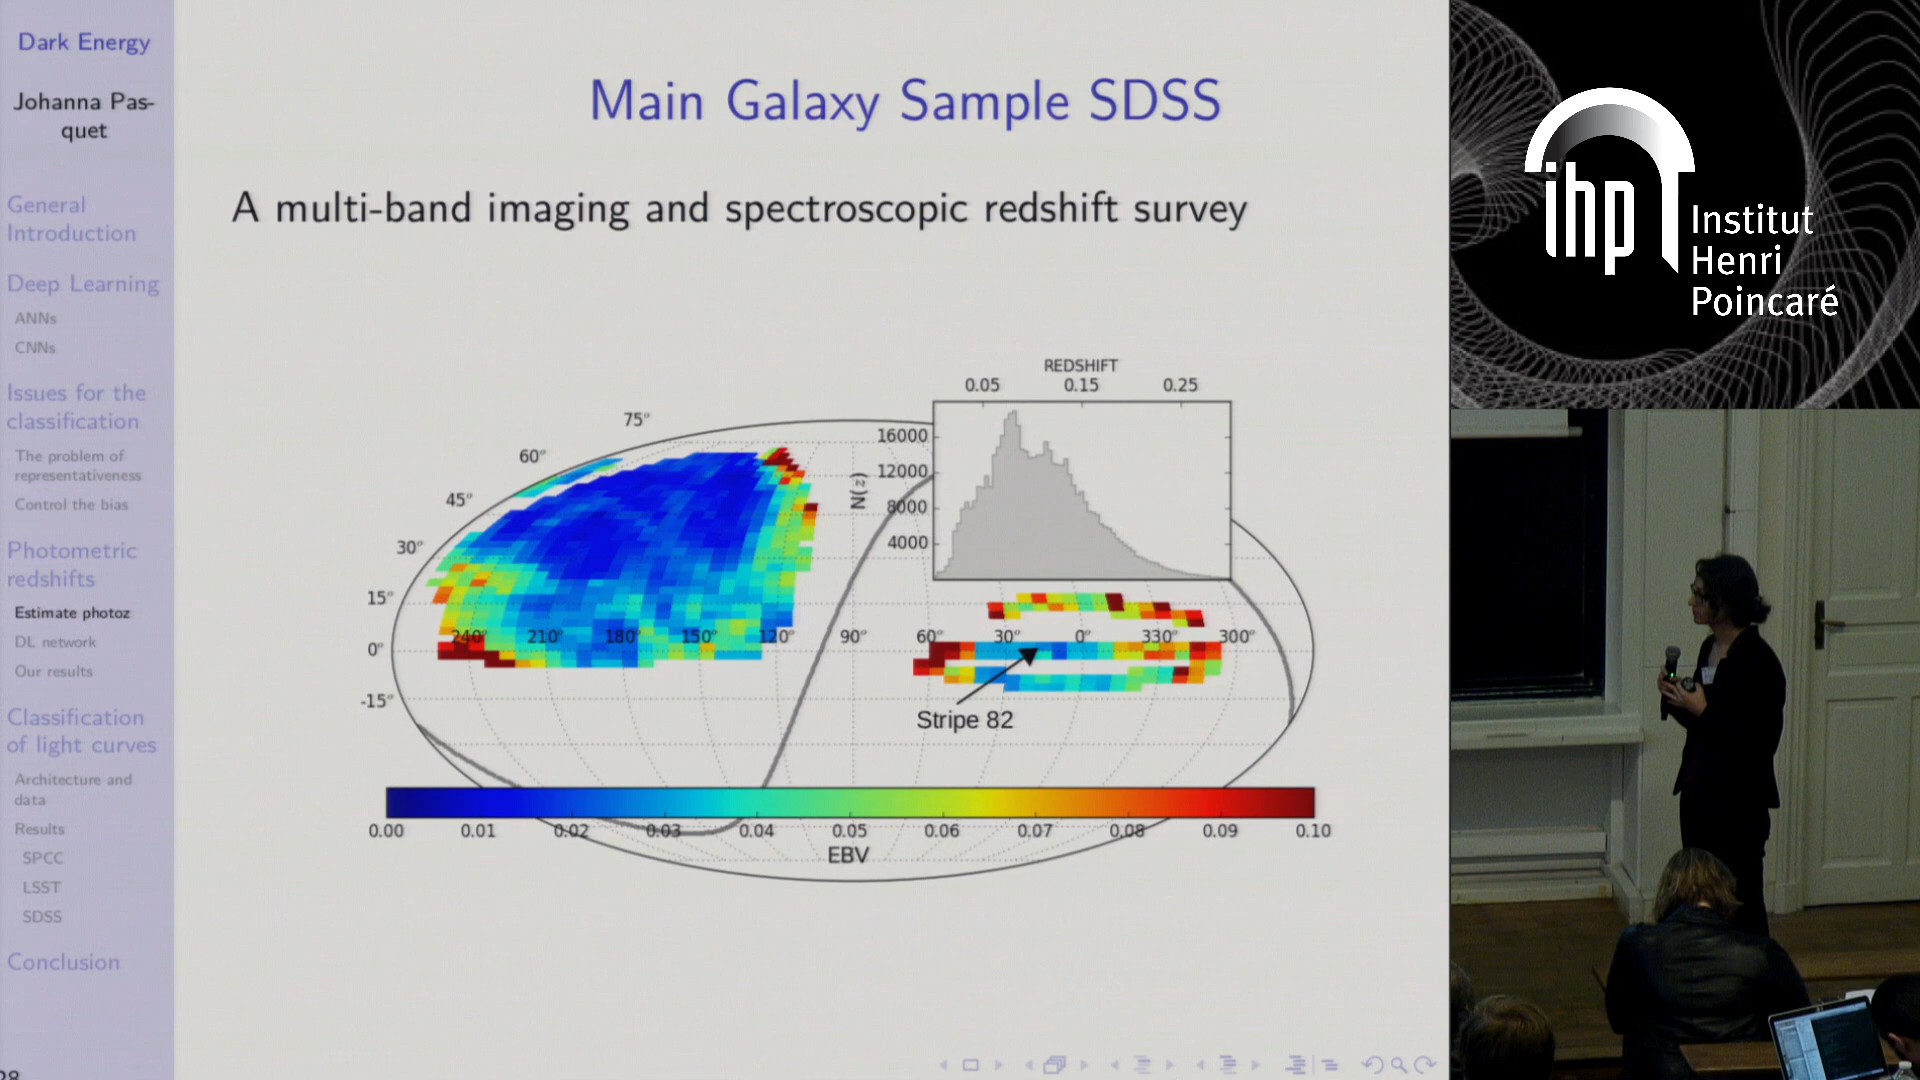 Dark Energy
Johanna Pas-
quet
General
Introduction
Deep Learning
ANNs
CNNs
Issues for the
classification
The problem of
representativeness
Control the bias
Photometric
redshifts
Estimate photoz
DL network
Our results
Classification
of light curves
Architecture and
data
Results
SPCC
LSST
SDSS
Conclusion
Main Galaxy Sample SDSS
A multi-band imaging and spectroscopic redshift survey
REDSHIFT
0.05 0.15 0.25
16000
12000
8000
4000
N(z)
75°
60°
45°
30°
15°
0°
-15°
240° 210° 180° 150° 120° 90° 60° 30° 0° 330° 300°
Stripe 82
0.00 0.01 0.02 0.03 0.04 0.05 0.06 0.07 0.08 0.09 0.10
EBV
ihp
Institut
Henri
Poincaré